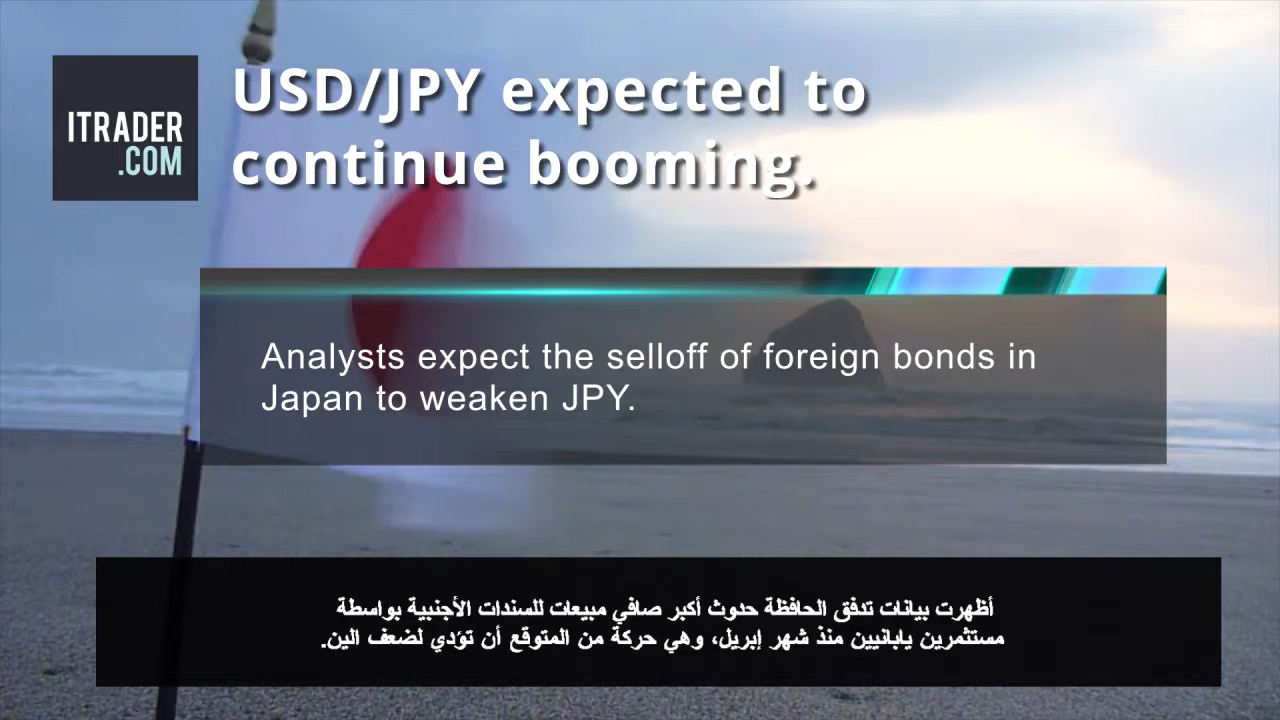 ITRADER
.COM
USD/JPY expected to
continue booming.
Analysts expect the selloff of foreign bonds in
Japan to weaken JPY.
أظهرت بيانات تدفق الحافظة حدوث أكبر صافي مبيعات للسندات الأجنبية بواسطة
مستثمرين يابانيين منذ شهر إبريل، وهي حركة من المتوقع أن تؤدي لضعف الين.